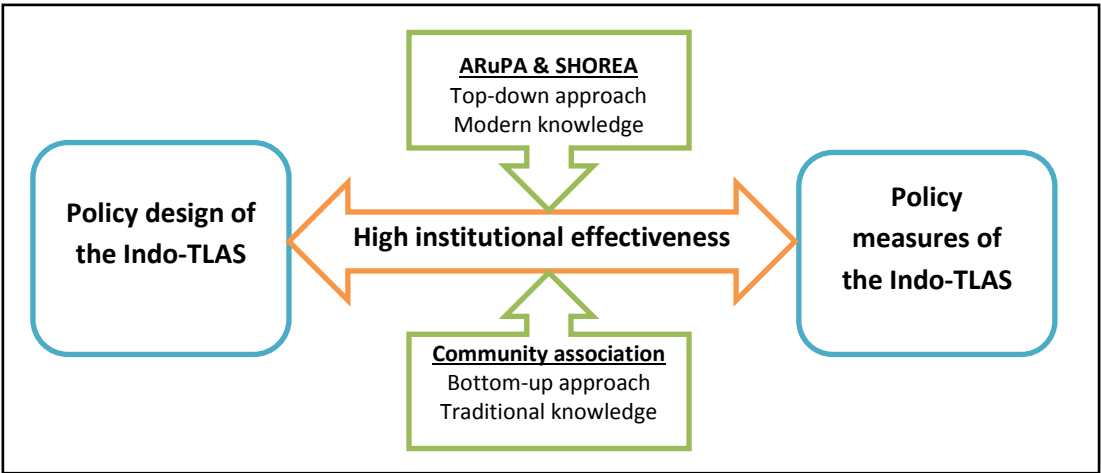 ARuPA & SHOREA
Top-down approach
Modern knowledge
Policy design of
the Indo-TLAS
High institutional effectiveness
Policy
measures of
the Indo-TLAS
Community association
Bottom-up approach
Traditional knowledge